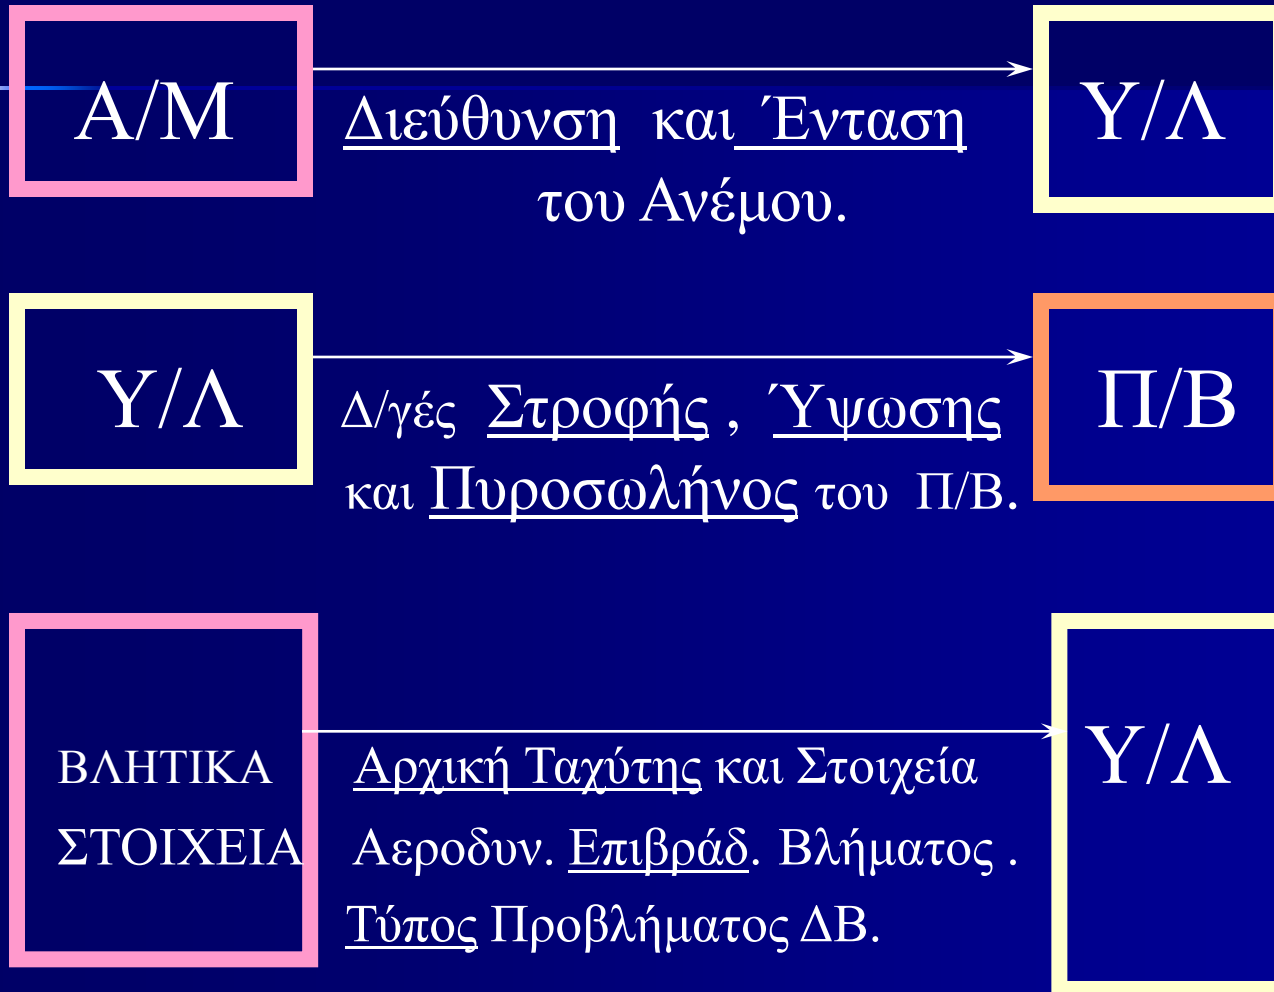 Α/Μ
Υ/Λ
Διεύθυνση και Ένταση
του Ανέμου.
Υ/Λ
Π/Β
Δ/γές Στροφής , Ύψωσης
και Πυροσωλήνος του Π/Β.
ΒΛΗΤΙΚΑ
ΣΤΟΙΧΕΙΑ
Υ/Λ
Αρχική Ταχύτης και Στοιχεία
Αεροδυν. Επιβράδ. Βλήματος .
Τύπος Προβλήματος ΔΒ.